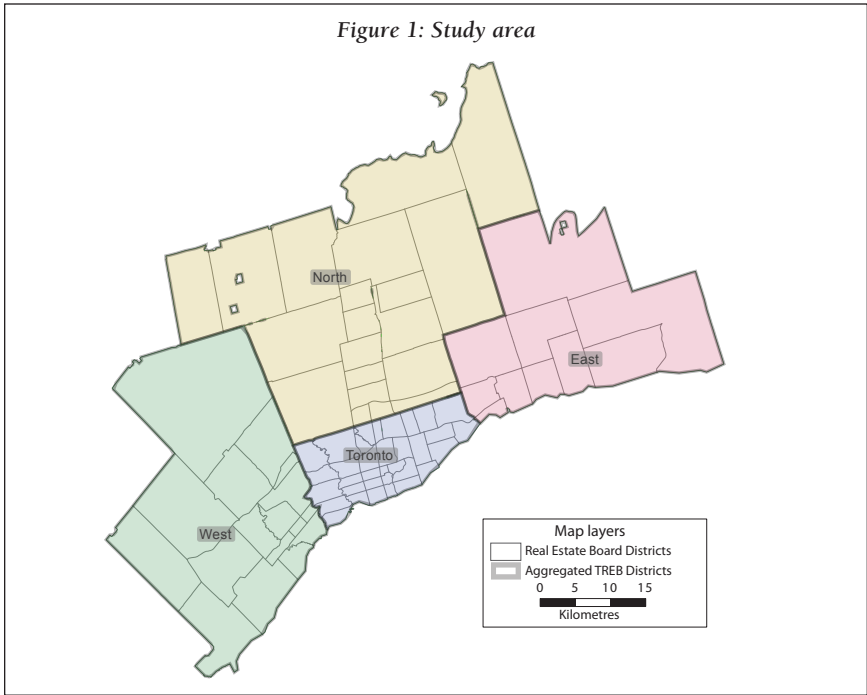 Figure 1: Study area
North
East
Toronto
West
Map layers
Real Estate Board Districts
Aggregated TREB Districts
0 5 10 15
Kilometres